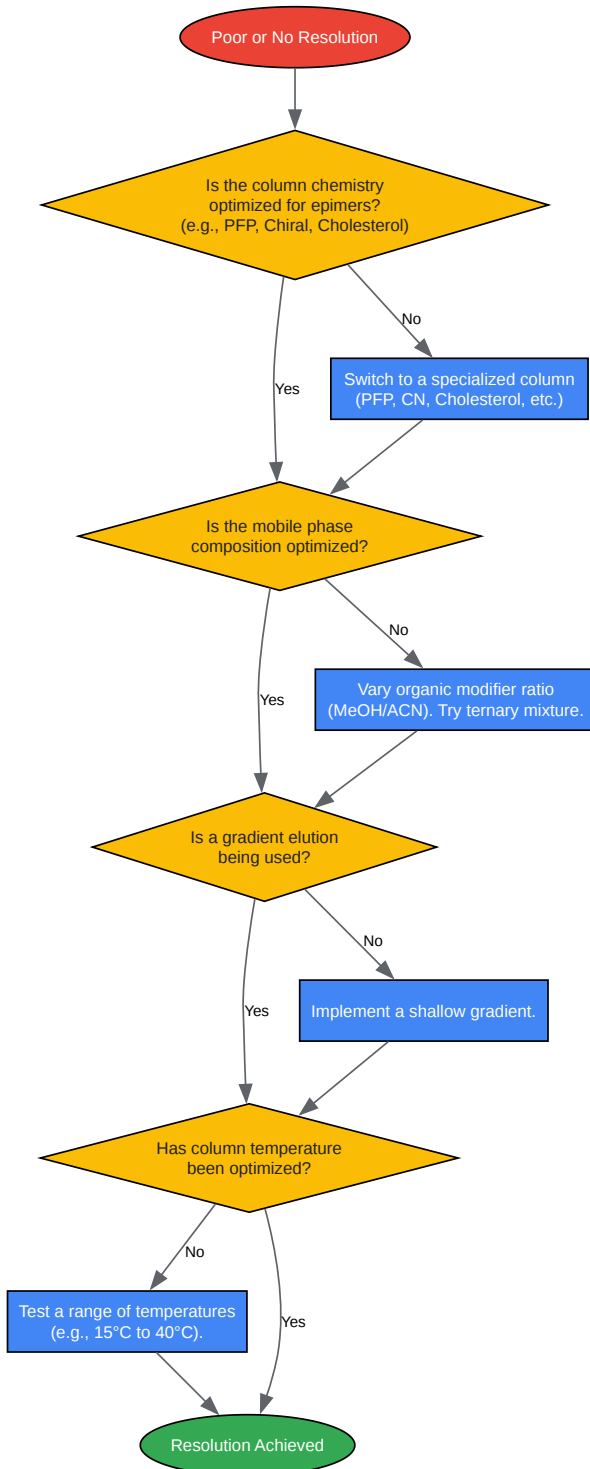 Poor or No Resolution
Is the column chemistry
optimized for epimers?
(e.g., PFP, Chiral, Cholesterol)
No
Switch to a specialized column
(PFP, CN, Cholesterol, etc.)
Yes
Is the mobile phase
composition optimized?
No
Vary organic modifier ratio
(MeOH/ACN). Try ternary mixture.
Yes
Is a gradient elution
being used?
No
Implement a shallow gradient.
Yes
Has column temperature
been optimized?
No
Test a range of temperatures
(e.g., 15°C to 40°C).
Yes
Resolution Achieved